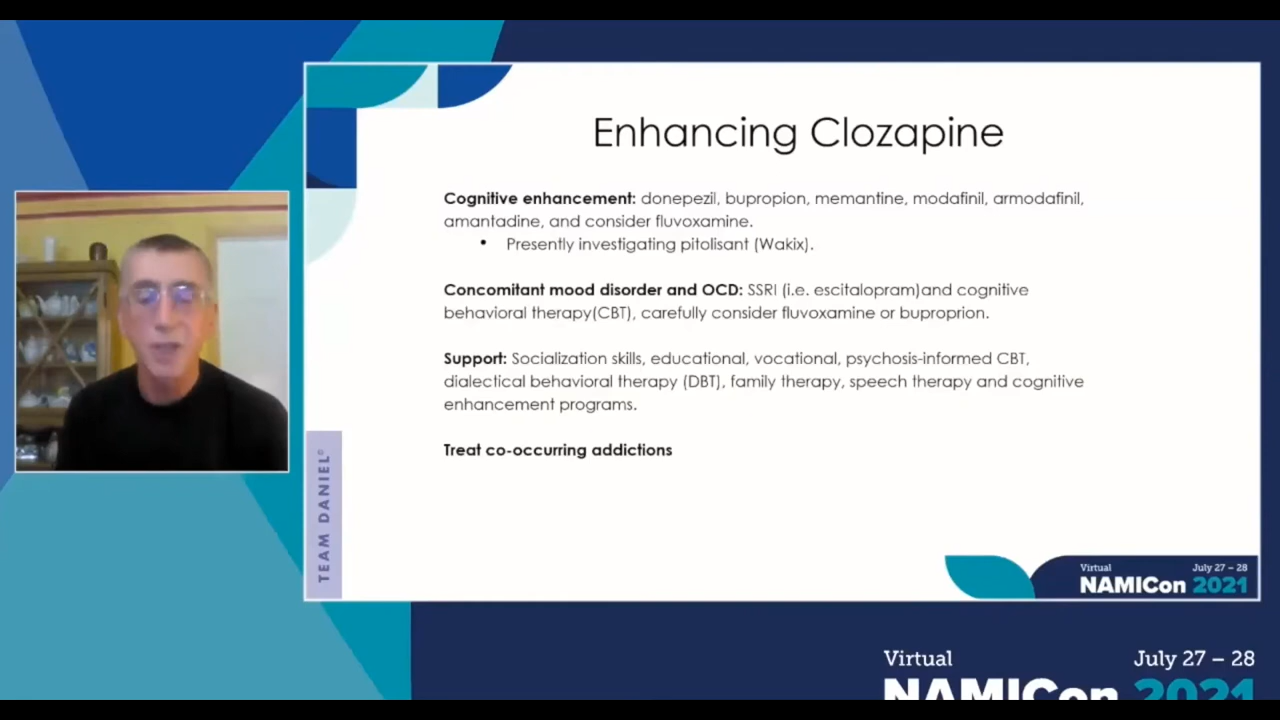 Enhancing Clozapine
Cognitive enhancement: donepezil, bupropion, memantine, modafinil, armodafinil,
amantadine, and consider fluvoxamine.
• Presently investigating pitolisant (Wakix).
Concomitant mood disorder and OCD: SSRI (i.e. escitalopram)and cognitive
behavioral therapy(CBT), carefully consider fluvoxamine or buproprion.
Support: Socialization skills, educational, vocational, psychosis-informed CBT,
dialectical behavioral therapy (DBT), family therapy, speech therapy and cognitive
enhancement programs.
Treat co-occurring addictions
TEAM DANIEL©
Virtual July 27 – 28
NAMICon 2021
Virtual July 27 – 28
NAMICon 2021